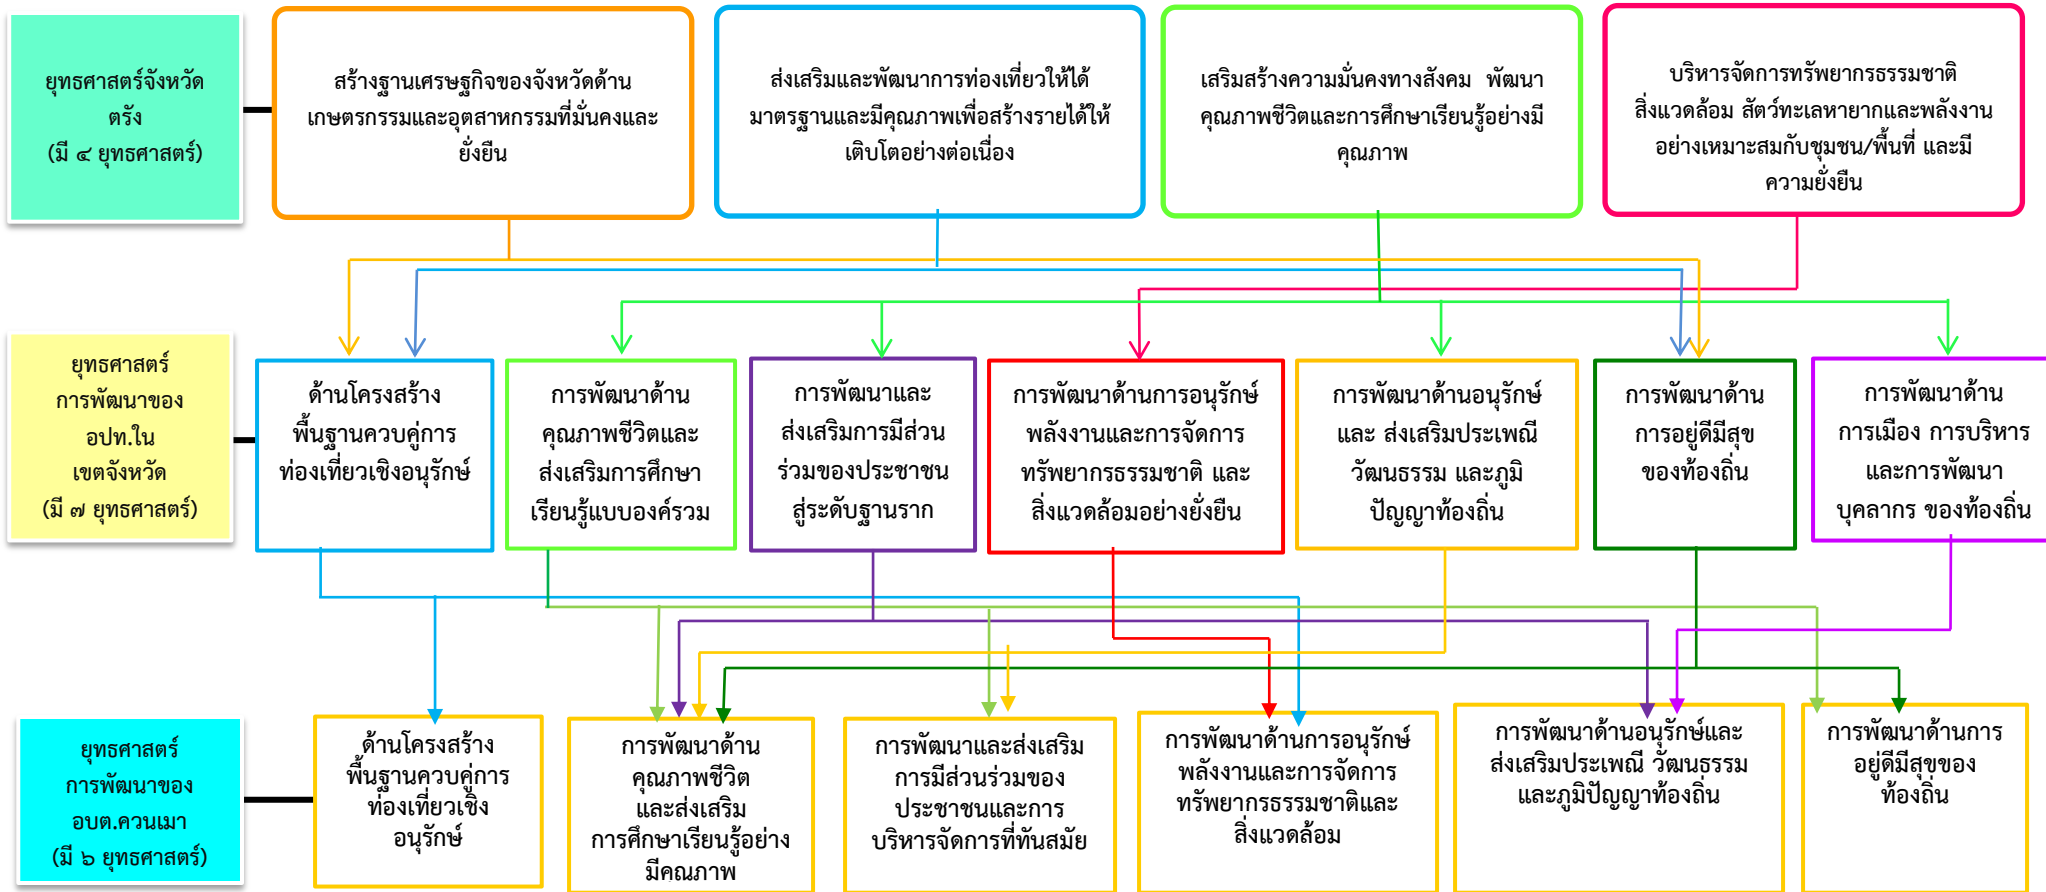 ยุทธศาสตร์จังหวัด
ตรัง
(มี ๔ ยุทธศาสตร์)
สร้างฐานเศรษฐกิจของจังหวัดด้าน
เกษตรกรรมและอุตสาหกรรมที่มั่นคงและ
ยั่งยืน
ส่งเสริมและพัฒนาการท่องเที่ยวให้ได้
มาตรฐานและมีคุณภาพเพื่อสร้างรายได้ให้
เติบโตอย่างต่อเนื่อง
เสริมสร้างความมั่นคงทางสังคม พัฒนา
คุณภาพชีวิตและการศึกษาเรียนรู้อย่างมี
คุณภาพ
บริหารจัดการทรัพยากรธรรมชาติ
สิ่งแวดล้อม สัตว์ทะเลหายากและพลังงาน
อย่างเหมาะสมกับชุมชน/พื้นที่ และมี
ความยั่งยืน
ยุทธศาสตร์
การพัฒนาของ
อปท.ใน
เขตจังหวัด
(มี ๗ ยุทธศาสตร์)
ด้านโครงสร้าง
พื้นฐานควบคู่การ
ท่องเที่ยวเชิงอนุรักษ์
การพัฒนาด้าน
คุณภาพชีวิตและ
ส่งเสริมการศึกษา
เรียนรู้แบบองค์รวม
การพัฒนาและ
ส่งเสริมการมีส่วน
ร่วมของประชาชน
สู่ระดับฐานราก
การพัฒนาด้านการอนุรักษ์
พลังงานและการจัดการ
ทรัพยากรธรรมชาติ และ
สิ่งแวดล้อมอย่างยั่งยืน
การพัฒนาด้านอนุรักษ์
และ ส่งเสริมประเพณี
วัฒนธรรม และภูมิ
ปัญญาท้องถิ่น
การพัฒนาด้าน
การอยู่ดีมีสุข
ของท้องถิ่น
การพัฒนาด้าน
การเมือง การบริหาร
และการพัฒนา
บุคลากร ของท้องถิ่น
ยุทธศาสตร์
การพัฒนาของ
อบต.ควนเมา
(มี ๖ ยุทธศาสตร์)
ด้านโครงสร้าง
พื้นฐานควบคู่การ
ท่องเที่ยวเชิง
อนุรักษ์
การพัฒนาด้าน
คุณภาพชีวิต
และส่งเสริม
การศึกษาเรียนรู้อย่าง
มีคุณภาพ
การพัฒนาและส่งเสริม
การมีส่วนร่วมของ
ประชาชนและการ
บริหารจัดการที่ทันสมัย
การพัฒนาด้านการอนุรักษ์
พลังงานและการจัดการ
ทรัพยากรธรรมชาติและ
สิ่งแวดล้อม
การพัฒนาด้านอนุรักษ์และ
ส่งเสริมประเพณี วัฒนธรรม
และภูมิปัญญาท้องถิ่น
การพัฒนาด้านการ
อยู่ดีมีสุขของ
ท้องถิ่น